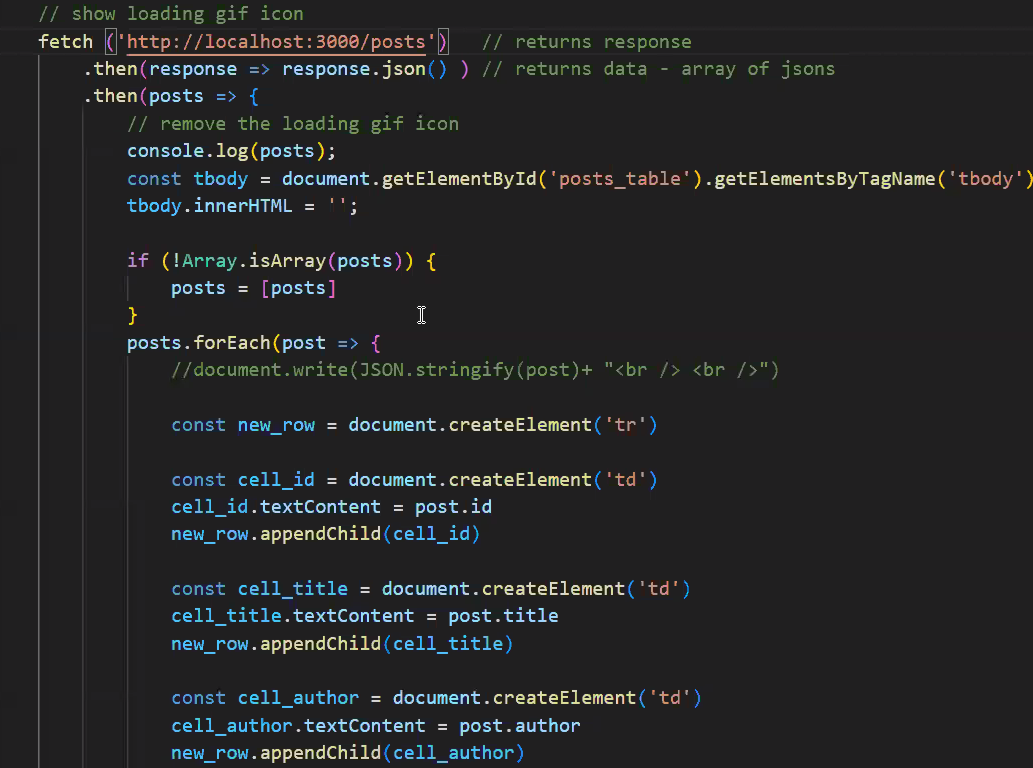 // show loading gif icon
fetch ('http://localhost:3000/posts')   // returns response
    .then(response => response.json() ) // returns data - array of jsons
    .then(posts => {
        // remove the loading gif icon
        console.log(posts);
        const tbody = document.getElementById('posts_table').getElementsByTagName('tbody')
        tbody.innerHTML = '';

        if (!Array.isArray(posts)) {
            posts = [posts]
        }
        posts.forEach(post => {
            //document.write(JSON.stringify(post)+ "<br /> <br />")

            const new_row = document.createElement('tr')

            const cell_id = document.createElement('td')
            cell_id.textContent = post.id
            new_row.appendChild(cell_id)

            const cell_title = document.createElement('td')
            cell_title.textContent = post.title
            new_row.appendChild(cell_title)

            const cell_author = document.createElement('td')
            cell_author.textContent = post.author
            new_row.appendChild(cell_author)